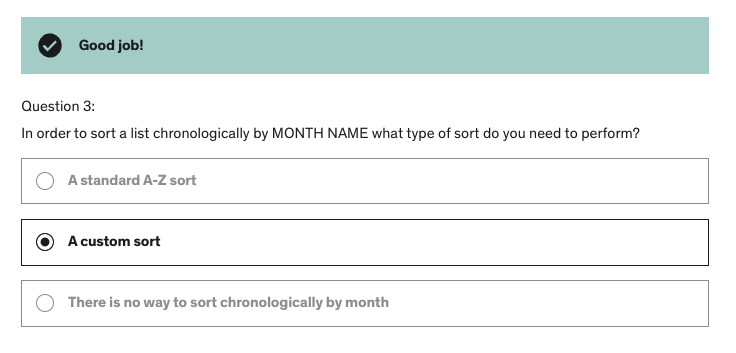 Good job!
Question 3:
In order to sort a list chronologically by MONTH NAME what type of sort do you need to perform?
A standard A-Z sort
A custom sort
There is no way to sort chronologically by month